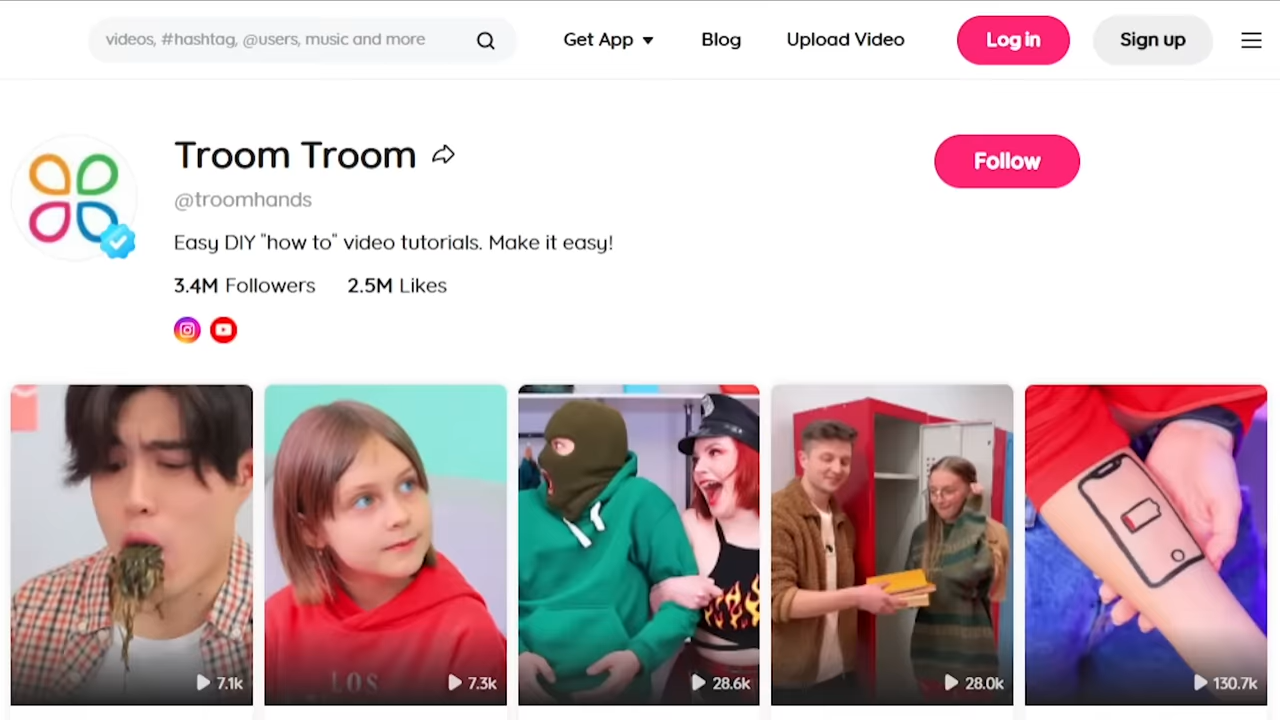 videos, #hashtag, @users, music and more
Get App
Blog
Upload Video
Log in
Sign up
Troom Troom
Follow
@troomhands
Easy DIY "how to" video tutorials. Make it easy!
3.4M Followers 2.5M Likes
LOS
7.1k
7.3k
28.6k
28.0k
130.7k